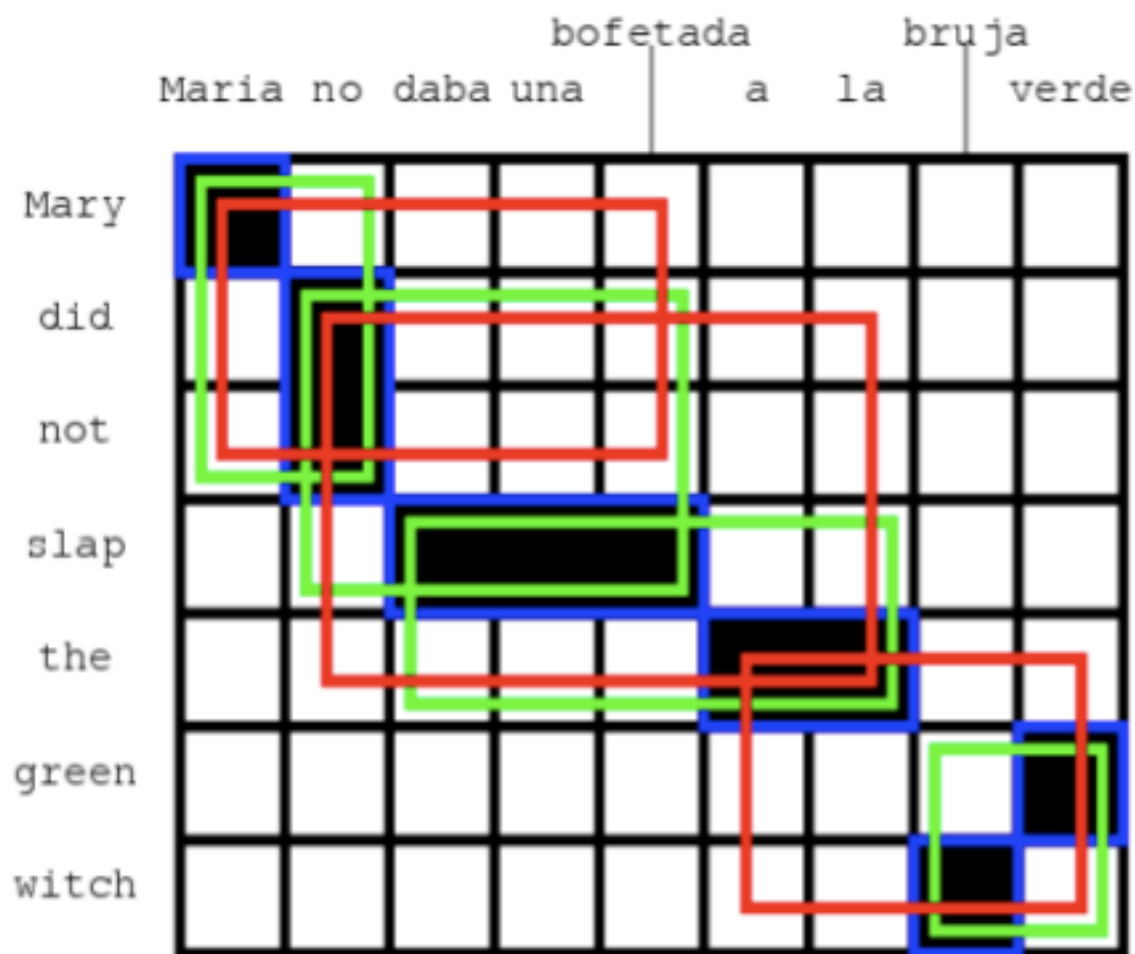 bofetada bruja
Maria no daba una a la verde
Mary
did
not
slap
the
green
witch